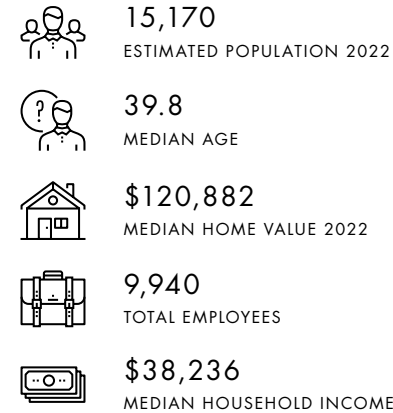 15,170
ESTIMATED POPULATION 2022
?
39.8
MEDIAN AGE
$120,882
MEDIAN HOME VALUE 2022
9,940
TOTAL EMPLOYEES
$38,236
MEDIAN HOUSEHOLD INCOME